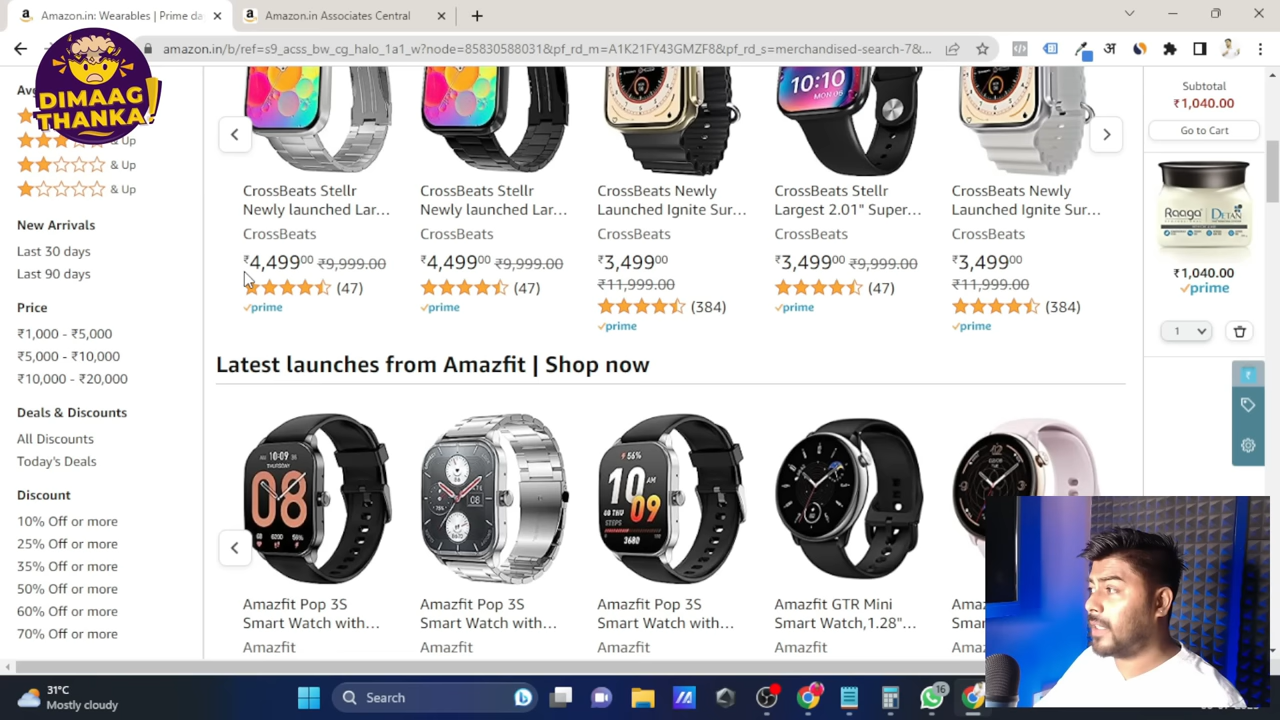 Amazon.in: Wearables | Prime da
Amazon.in Associates Central
amazon.in/b/ref=s9_acss_bw_cg_halo_1a1_w?node=85830588031&pf_rd_m=A1K21FY43GMZF8&pf_rd_s=merchandised-search-7&...
अ
DIMAAG
THANKA!
& Up
& Up
& Up
New Arrivals
Last 30 days
Last 90 days
Price
₹1,000 - ₹5,000
₹5,000 - ₹10,000
₹10,000 - ₹20,000
Deals & Discounts
All Discounts
Today's Deals
Discount
10% Off or more
25% Off or more
35% Off or more
50% Off or more
60% Off or more
70% Off or more
10:10
CrossBeats Stellr
Newly launched Lar...
CrossBeats
₹4,499⁰⁰ ₹9,999.00
(47)
prime
CrossBeats Stellr
Newly launched Lar...
CrossBeats
₹4,499⁰⁰ ₹9,999.00
(47)
prime
CrossBeats Newly
Launched Ignite Sur...
CrossBeats
₹3,499⁰⁰
₹11,999.00
(384)
prime
CrossBeats Stellr
Largest 2.01" Super...
CrossBeats
₹3,499⁰⁰ ₹9,999.00
(47)
prime
CrossBeats Newly
Launched Ignite Sur...
CrossBeats
₹3,499⁰⁰
₹11,999.00
(384)
prime
Latest launches from Amazfit | Shop now
10:09
THURSDAY
08
56%
10
09
STEPS
3680
Amazfit Pop 3S
Smart Watch with...
Amazfit
Amazfit Pop 3S
Smart Watch with...
Amazfit
Amazfit Pop 3S
Smart Watch with...
Amazfit
Amazfit GTR Mini
Smart Watch,1.28"...
Amazfit
Subtotal
₹1,040.00
Go to Cart
Raaga
DETAN
₹1,040.00
prime
1
₹
31°C
Mostly cloudy
Search
16